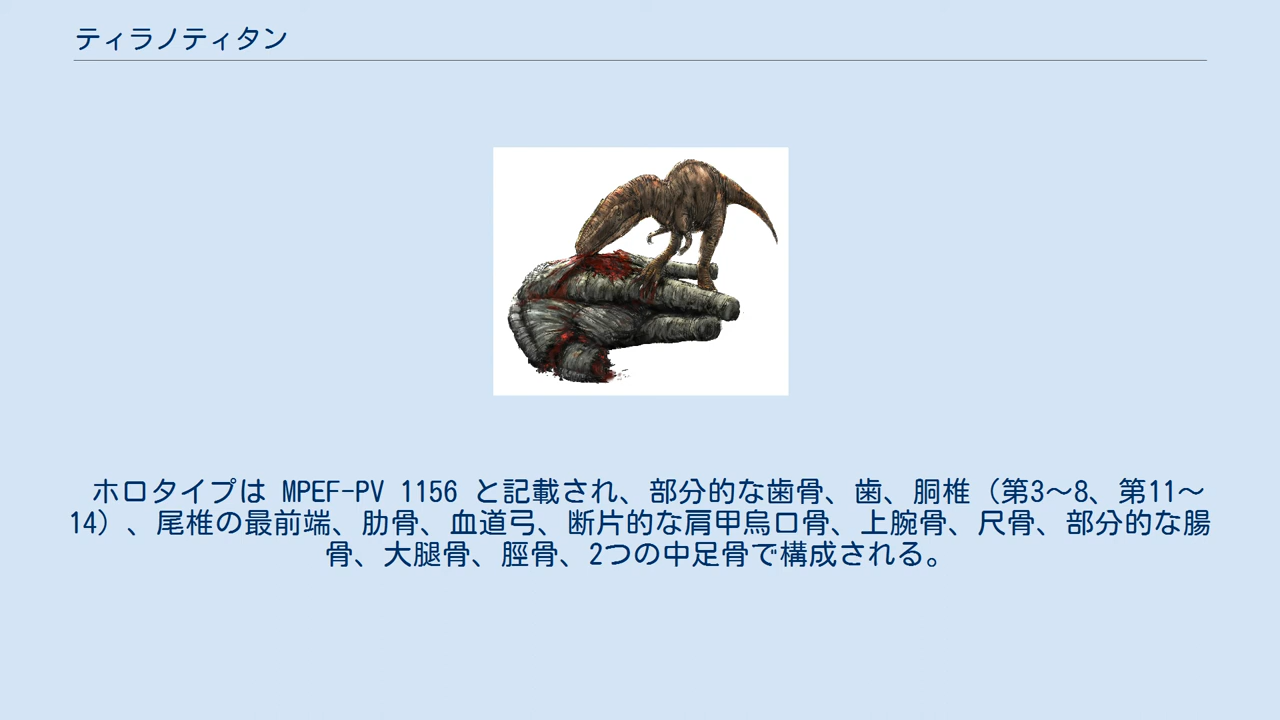 ティラノティタン
ホロタイプは MPEF-PV 1156 と記載され、部分的な歯骨、歯、胴椎（第3～8、第11～
14）、尾椎の最前端、肋骨、血道弓、断片的な肩甲烏口骨、上腕骨、尺骨、部分的な腸
骨、大腿骨、脛骨、2つの中足骨で構成される。